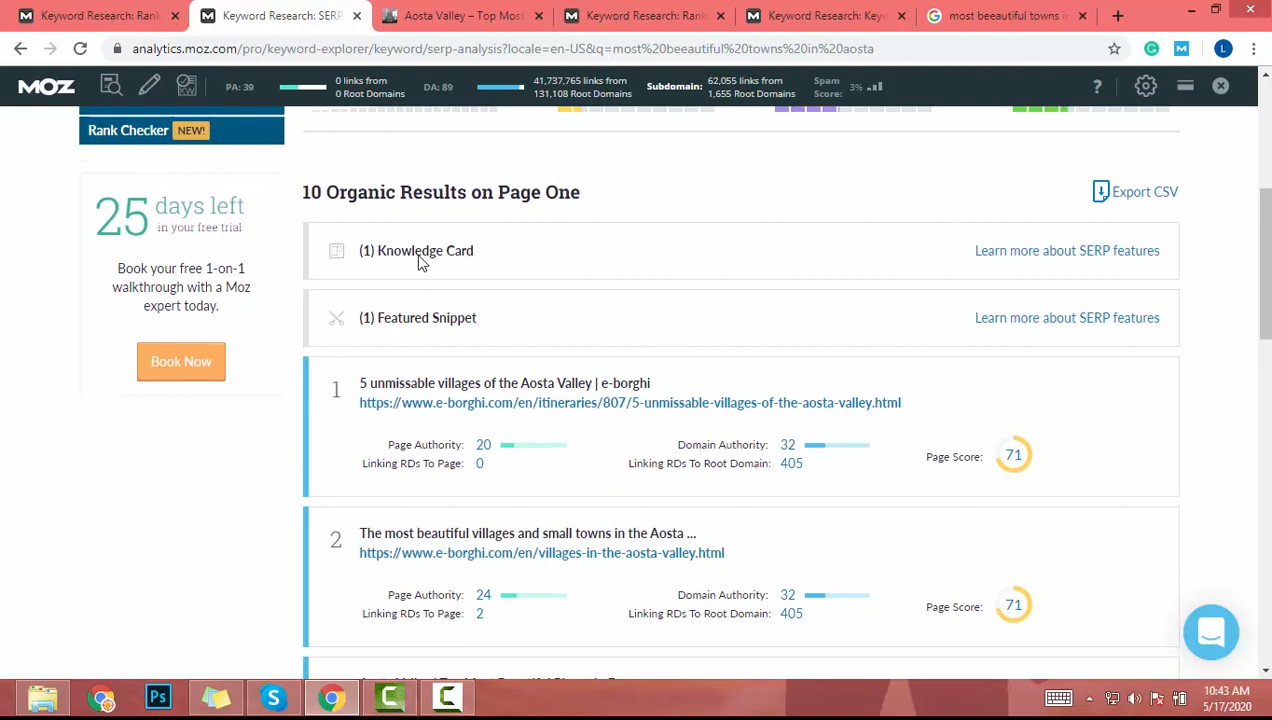 Keyword Research: Rank
Keyword Research: SERP
Aosta Valley – Top Most
Keyword Research: Rank
Keyword Research: Key
most beeautiful towns in
analytics.moz.com/pro/keyword-explorer/keyword/serp-analysis?locale=en-US&q=most%20beeautiful%20towns%20in%20aosta
L
MOZ
PA: 39
0 links from
0 Root Domains
DA: 89
41,737,765 links from
131,108 Root Domains
Subdomain:
62,055 links from
1,655 Root Domains
Spam
Score:
3%
?
Rank Checker NEW!
25 days left
in your free trial
Book your free 1-on-1
walkthrough with a Moz
expert today.
Book Now
10 Organic Results on Page One
Export CSV
(1) Knowledge Card
Learn more about SERP features
(1) Featured Snippet
Learn more about SERP features
1
5 unmissable villages of the Aosta Valley | e-borghi
https://www.e-borghi.com/en/itineraries/807/5-unmissable-villages-of-the-aosta-valley.html
Page Authority: 20
Domain Authority: 32
Linking RDs To Page: 0
Linking RDs To Root Domain: 405
Page Score: 71
2
The most beautiful villages and small towns in the Aosta ...
https://www.e-borghi.com/en/villages-in-the-aosta-valley.html
Page Authority: 24
Domain Authority: 32
Linking RDs To Page: 2
Linking RDs To Root Domain: 405
Page Score: 71
Ps
10:43 AM
5/17/2020